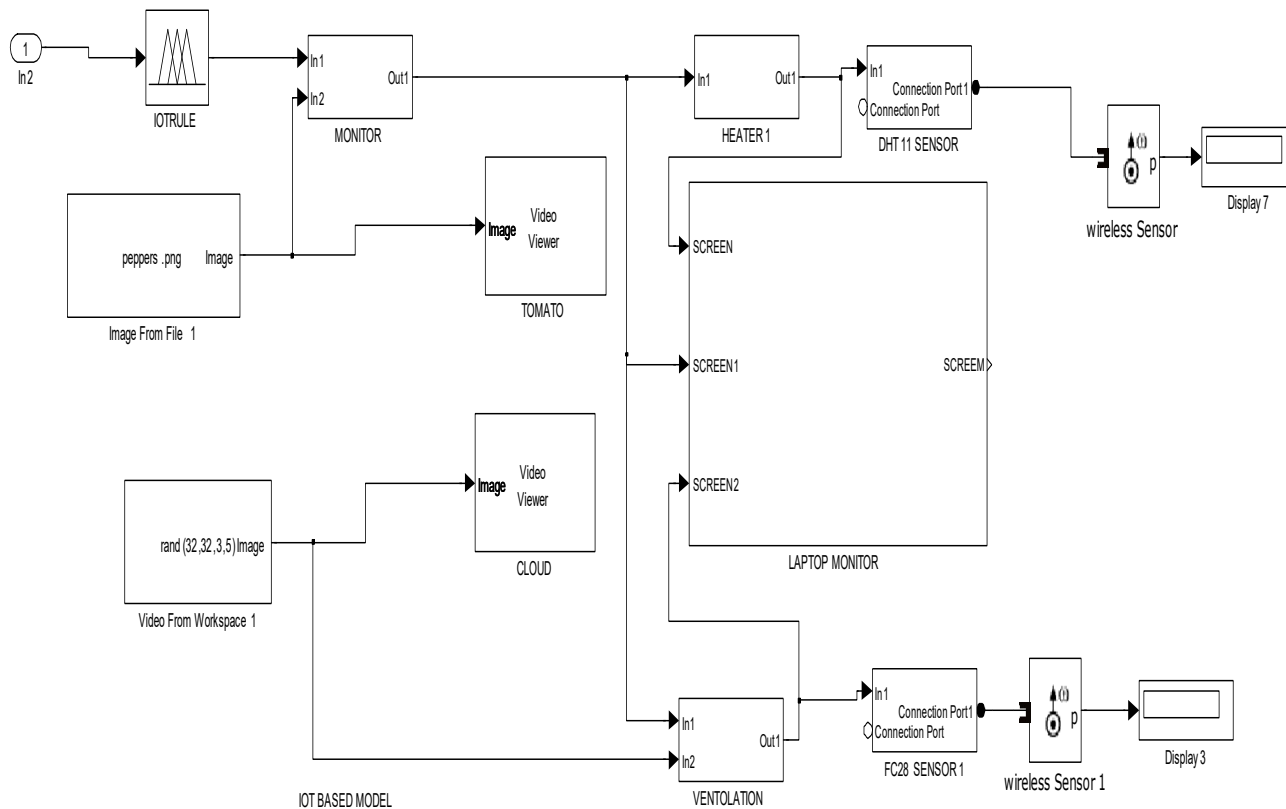 1
In2
IOTRULE
In1
In2
Out1
MONITOR
In1
Out1
HEATER 1
In1
Connection Port 1
Connection Port
DHT 11 SENSOR
p
wireless Sensor
Display 7
peppers .png
Image
Image From File 1
Image
Video
Viewer
TOMATO
SCREEN
SCREEN1
SCREEN2
SCREEM
LAPTOP MONITOR
rand (32,32,3,5)
Image
Video From Workspace 1
Image
Video
Viewer
CLOUD
In1
In2
Out1
VENTOLATION
In1
Connection Port1
Connection Port
FC28 SENSOR 1
p
wireless Sensor 1
Display 3
IOT BASED MODEL